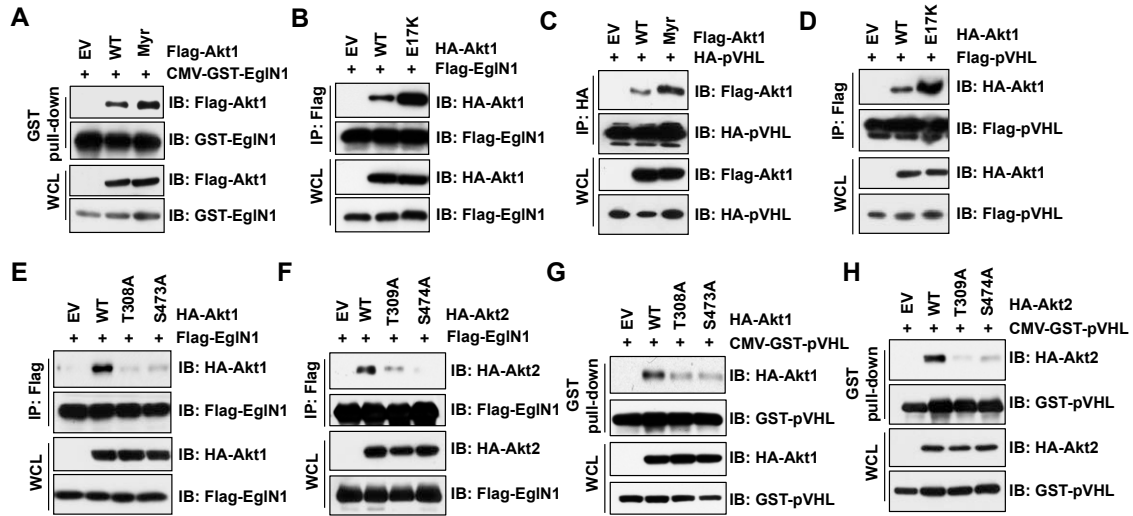 A
EV
WT
Myr
Flag-Akt1
+ + + CMV-GST-EglN1
GST
pull-down
IB: Flag-Akt1
IB: GST-EglN1
WCL
IB: Flag-Akt1
IB: GST-EglN1
B
EV
WT
E17K
HA-Akt1
+ + + Flag-EglN1
IP: Flag
IB: HA-Akt1
IB: Flag-EglN1
WCL
IB: HA-Akt1
IB: Flag-EglN1
C
EV
WT
Myr
Flag-Akt1
+ + + HA-pVHL
IP: HA
IB: Flag-Akt1
IB: HA-pVHL
WCL
IB: Flag-Akt1
IB: HA-pVHL
D
EV
WT
E17K
HA-Akt1
+ + + Flag-pVHL
IP: Flag
IB: HA-Akt1
IB: Flag-pVHL
WCL
IB: HA-Akt1
IB: Flag-pVHL
E
EV
WT
T308A
S473A
HA-Akt1
+ + + + Flag-EglN1
IP: Flag
IB: HA-Akt1
IB: Flag-EglN1
WCL
IB: HA-Akt1
IB: Flag-EglN1
F
EV
WT
T309A
S474A
HA-Akt2
+ + + + Flag-EglN1
IP: Flag
IB: HA-Akt2
IB: Flag-EglN1
WCL
IB: HA-Akt2
IB: Flag-EglN1
G
EV
WT
T308A
S473A
HA-Akt1
+ + + + CMV-GST-pVHL
GST
pull-down
IB: HA-Akt1
IB: GST-pVHL
WCL
IB: HA-Akt1
IB: GST-pVHL
H
EV
WT
T309A
S474A
HA-Akt2
+ + + + CMV-GST-pVHL
GST
pull-down
IB: HA-Akt2
IB: GST-pVHL
WCL
IB: HA-Akt2
IB: GST-pVHL